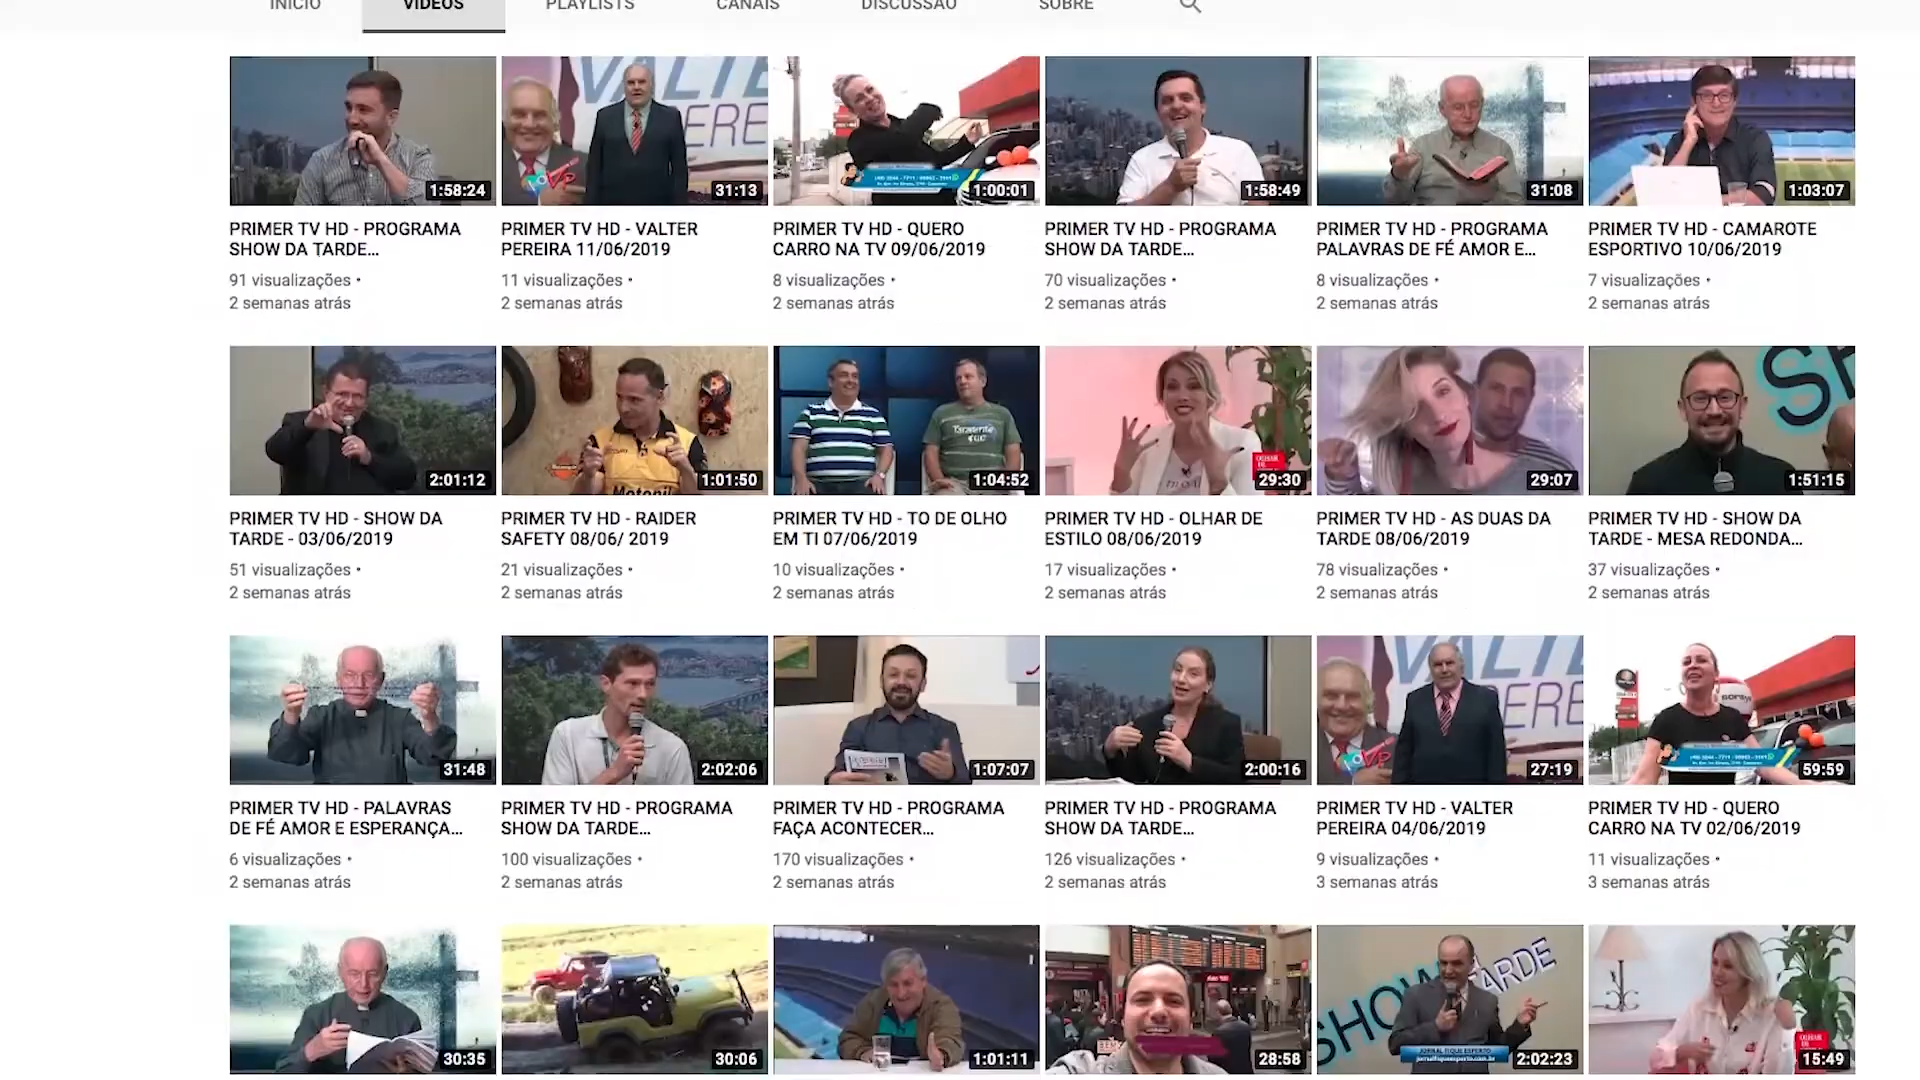 INÍCIO VÍDEOS PLAYLISTS CANAIS DISCUSSÃO SOBRE
VALTE
ERE
1:58:24 31:13 1:00:01 1:58:49 31:08 1:03:07
PRIMER TV HD - PROGRAMA
SHOW DA TARDE...
91 visualizações •
2 semanas atrás
PRIMER TV HD - VALTER
PEREIRA 11/06/2019
11 visualizações •
2 semanas atrás
PRIMER TV HD - QUERO
CARRO NA TV 09/06/2019
8 visualizações •
2 semanas atrás
PRIMER TV HD - PROGRAMA
SHOW DA TARDE...
70 visualizações •
2 semanas atrás
PRIMER TV HD - PROGRAMA
PALAVRAS DE FÉ AMOR E...
8 visualizações •
2 semanas atrás
PRIMER TV HD - CAMAROTE
ESPORTIVO 10/06/2019
7 visualizações •
2 semanas atrás
2:01:12 1:01:50 1:04:52 29:30 29:07 1:51:15
PRIMER TV HD - SHOW DA
TARDE - 03/06/2019
51 visualizações •
2 semanas atrás
PRIMER TV HD - RAIDER
SAFETY 08/06/ 2019
21 visualizações •
2 semanas atrás
PRIMER TV HD - TO DE OLHO
EM TI 07/06/2019
10 visualizações •
2 semanas atrás
PRIMER TV HD - OLHAR DE
ESTILO 08/06/2019
17 visualizações •
2 semanas atrás
PRIMER TV HD - AS DUAS DA
TARDE 08/06/2019
78 visualizações •
2 semanas atrás
PRIMER TV HD - SHOW DA
TARDE - MESA REDONDA...
37 visualizações •
2 semanas atrás
VALTE
ERE
31:48 2:02:06 1:07:07 2:00:16 27:19 59:59
PRIMER TV HD - PALAVRAS
DE FÉ AMOR E ESPERANÇA...
6 visualizações •
2 semanas atrás
PRIMER TV HD - PROGRAMA
SHOW DA TARDE...
100 visualizações •
2 semanas atrás
PRIMER TV HD - PROGRAMA
FAÇA ACONTECER...
170 visualizações •
2 semanas atrás
PRIMER TV HD - PROGRAMA
SHOW DA TARDE...
126 visualizações •
2 semanas atrás
PRIMER TV HD - VALTER
PEREIRA 04/06/2019
9 visualizações •
3 semanas atrás
PRIMER TV HD - QUERO
CARRO NA TV 02/06/2019
11 visualizações •
3 semanas atrás
SHOW TARDE
JORNAL FIQUE ESPERTO
jornalfiqueesperto.com.br
30:35 30:06 1:01:11 28:58 2:02:23 15:49